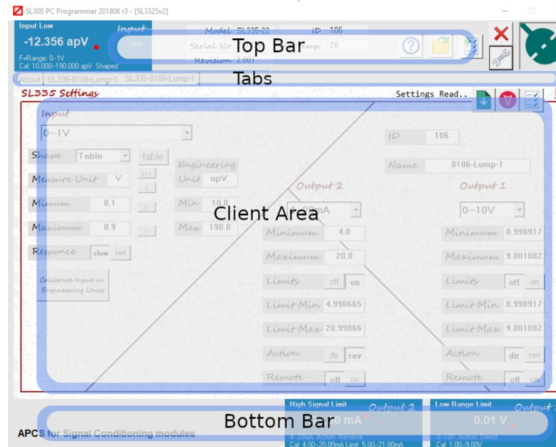 SL300 PC Programmer 201806 r3 - [SL3325v2]
Input Low
Input
-12.356 apV
F=Range: 0-1V
Cal: 10.000-190.000 apV Shaped
Model SL335-22 ID 106
Serial No
28
Revision 2.001
Top Bar
About SL335-0106-Lump-1 SL335-0106-Lump-1
Tabs
SL335 Settings
Settings Read..
Input
0--1V
ID 106
Shape Table table
Engineering
Name 0106-Lump-1
Measure Unit V
Unit apV
Output 2
Output 1
Minimum 0.1
Min 10.0
0--10V
Client Area
Maximum 0.9
Max 190.0
Minimum 4.0
Minimum 0.998917
Responce slow fast
Maximum 20.0
Maximum 9.001082
Calibrate Input in
Engineering Units
Limits off on
Limits off on
Limit Min 4.998665
Limit Min 0.998917
Limit Max 20.99866
Limit Max 9.001082
Action dir rev
Action dir rev
Remote off on
Remote off on
High Signal Limit
Output 2
Low Range Limit
Output
Bottom Bar
mA
0.01 V
APCS for Signal Conditioning modules
Cal: 4.00-20.00mA Limit: 5.00-21.00mA
Cal: 1.00-9.00V